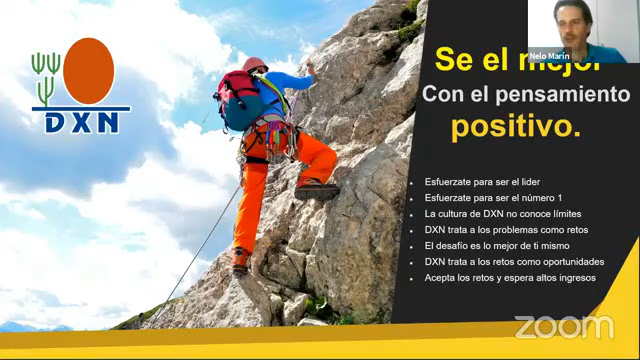 DXN
Nelo Marín
Se el mejor
Con el pensamiento
positivo.
Esfuerzate para ser el lider
Esfuerzate para ser el número 1
La cultura de DXN no conoce límites
DXN trata a los problemas como retos
El desafío es lo mejor de ti mismo
DXN trata a los retos como oportunidades
Acepta los retos y espera altos ingresos
zoom